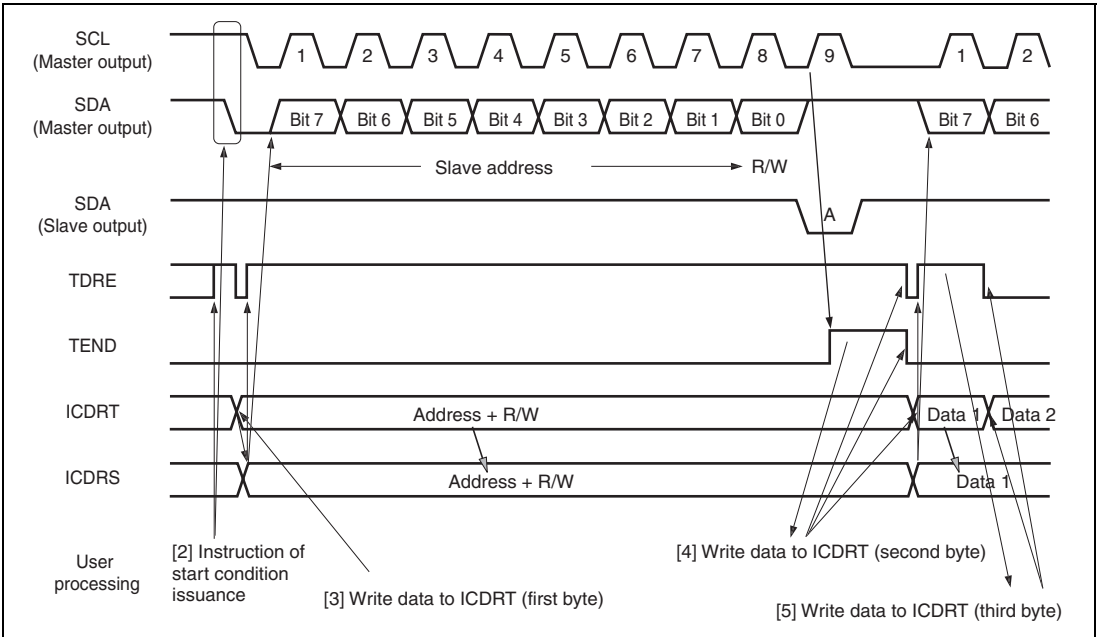 SCL
(Master output)
1 2 3 4 5 6 7 8 9 1 2
SDA
(Master output)
Bit 7 Bit 6 Bit 5 Bit 4 Bit 3 Bit 2 Bit 1 Bit 0 Bit 7 Bit 6
Slave address R/W
SDA
(Slave output)
A
TDRE
TEND
ICDRT
Address + R/W Data 1 Data 2
ICDRS
Address + R/W Data 1
User
processing
[2] Instruction of
start condition
issuance
[3] Write data to ICDRT (first byte)
[4] Write data to ICDRT (second byte)
[5] Write data to ICDRT (third byte)